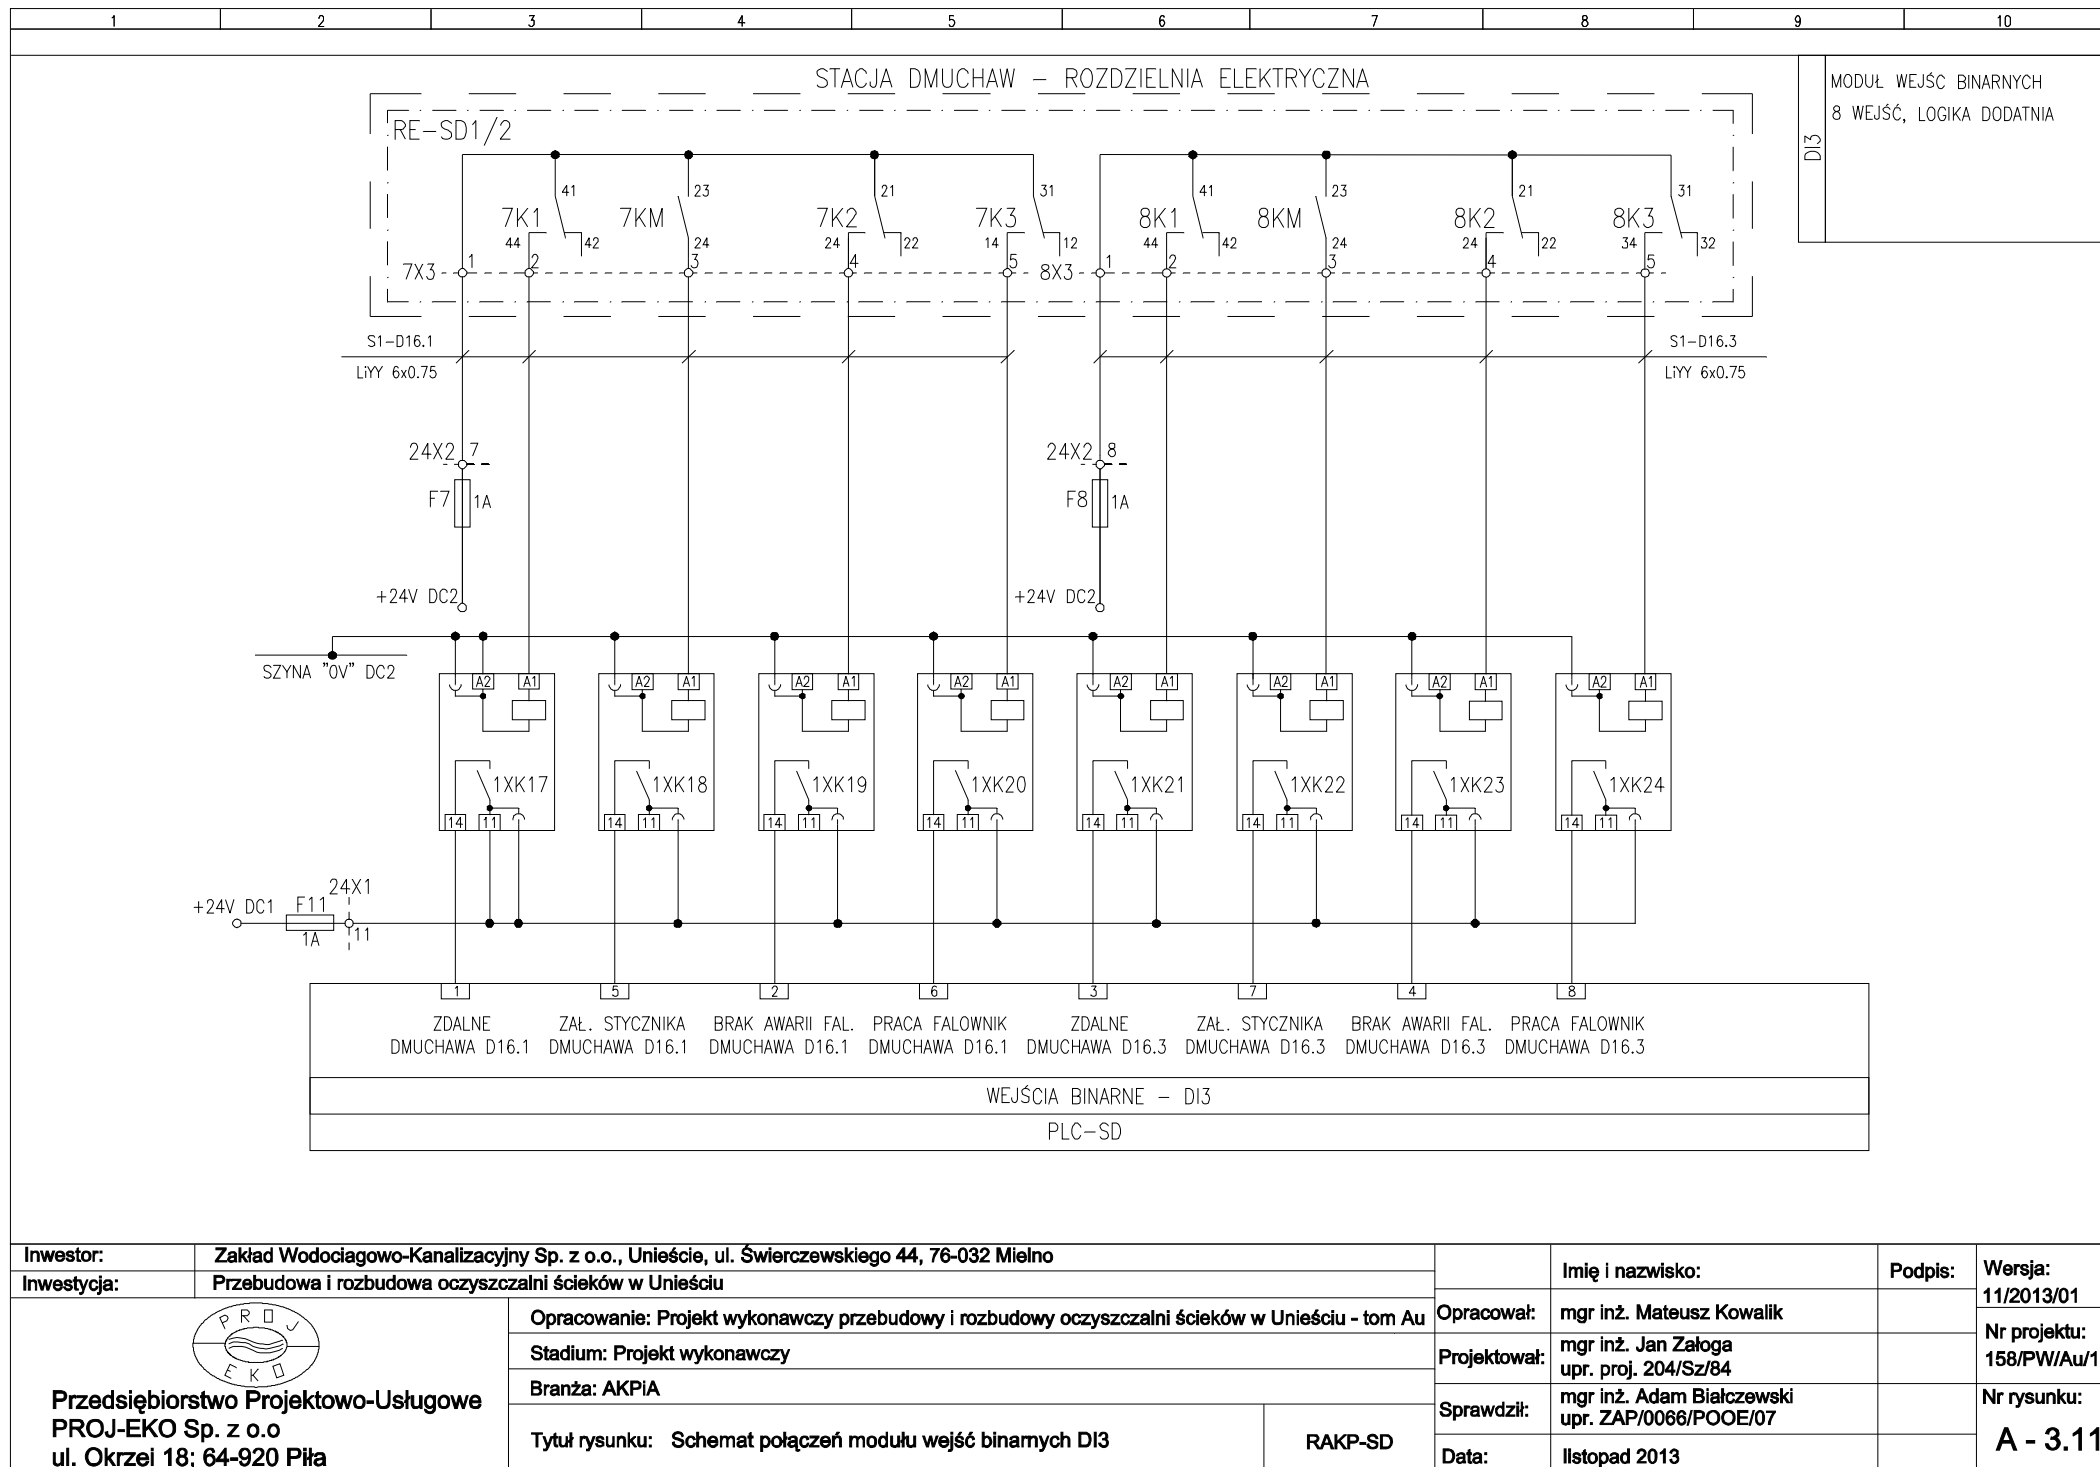 1 2 3 4 5 6 7 8 9 10
STACJA DMUCHAW – ROZDZIELNIA ELEKTRYCZNA
RE–SD1/2
DI3
MODUŁ WEJŚC BINARNYCH
8 WEJŚĆ, LOGIKA DODATNIA
41 23 21 31 41 23 21 31
7K1 7KM 7K2 7K3 8K1 8KM 8K2 8K3
44 42 24 24 22 14 12 44 42 24 24 22 34 32
7X3 1 2 3 4 5 8X3 1 2 3 4 5
S1–D16.1 S1–D16.3
LiYY 6x0.75 LiYY 6x0.75
24X2 7 24X2 8
F7 1A F8 1A
+24V DC2 +24V DC2
SZYNA "0V" DC2
A2 A1 A2 A1 A2 A1 A2 A1 A2 A1 A2 A1 A2 A1 A2 A1
1XK17 1XK18 1XK19 1XK20 1XK21 1XK22 1XK23 1XK24
14 11 14 11 14 11 14 11 14 11 14 11 14 11 14 11
24X1
+24V DC1 F11
1A 11
1 5 2 6 3 7 4 8
ZDALNE ZAŁ. STYCZNIKA BRAK AWARII FAL. PRACA FALOWNIK ZDALNE ZAŁ. STYCZNIKA BRAK AWARII FAL. PRACA FALOWNIK
DMUCHAWA D16.1 DMUCHAWA D16.1 DMUCHAWA D16.1 DMUCHAWA D16.1 DMUCHAWA D16.3 DMUCHAWA D16.3 DMUCHAWA D16.3 DMUCHAWA D16.3
WEJŚCIA BINARNE – DI3
PLC–SD
Inwestor: Zakład Wodociagowo-Kanalizacyjny Sp. z o.o., Unieście, ul. Świerczewskiego 44, 76-032 Mielno
Inwestycja: Przebudowa i rozbudowa oczyszczalni ścieków w Unieściu
PROJ
EKO
Przedsiębiorstwo Projektowo-Usługowe
PROJ-EKO Sp. z o.o
ul. Okrzei 18; 64-920 Piła
Opracowanie: Projekt wykonawczy przebudowy i rozbudowy oczyszczalni ścieków w Unieściu - tom Au
Stadium: Projekt wykonawczy
Branża: AKPiA
Tytuł rysunku: Schemat połączeń modułu wejść binarnych DI3
RAKP-SD
Imię i nazwisko: Podpis:
Opracował: mgr inż. Mateusz Kowalik
Projektował: mgr inż. Jan Załoga
upr. proj. 204/Sz/84
Sprawdził: mgr inż. Adam Białczewski
upr. ZAP/0066/POOE/07
Data: listopad 2013
Wersja:
11/2013/01
Nr projektu:
158/PW/Au/1
Nr rysunku:
A - 3.11